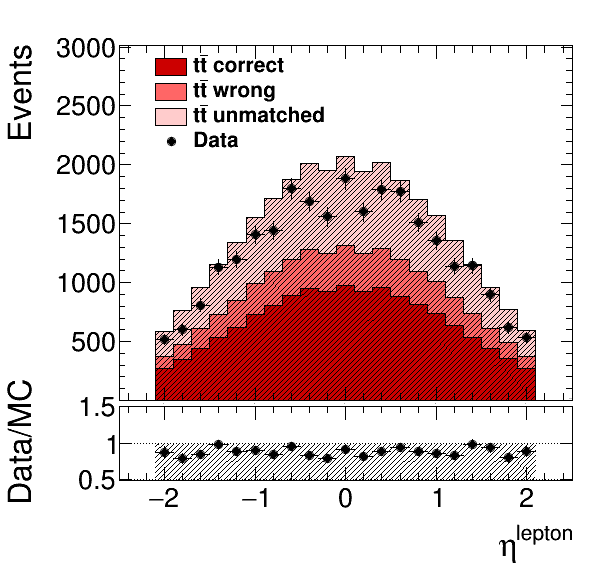 Events
3000
2500
2000
1500
1000
500
tt̅ correct
tt̅ wrong
tt̅ unmatched
Data
Data/MC
1.5
1
0.5
−2 −1 0 1 2
η^lepton